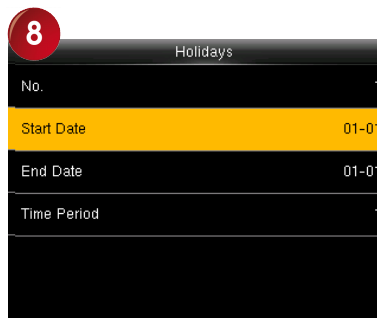 8
Holidays
No.
Start Date 01-01
End Date 01-01
Time Period